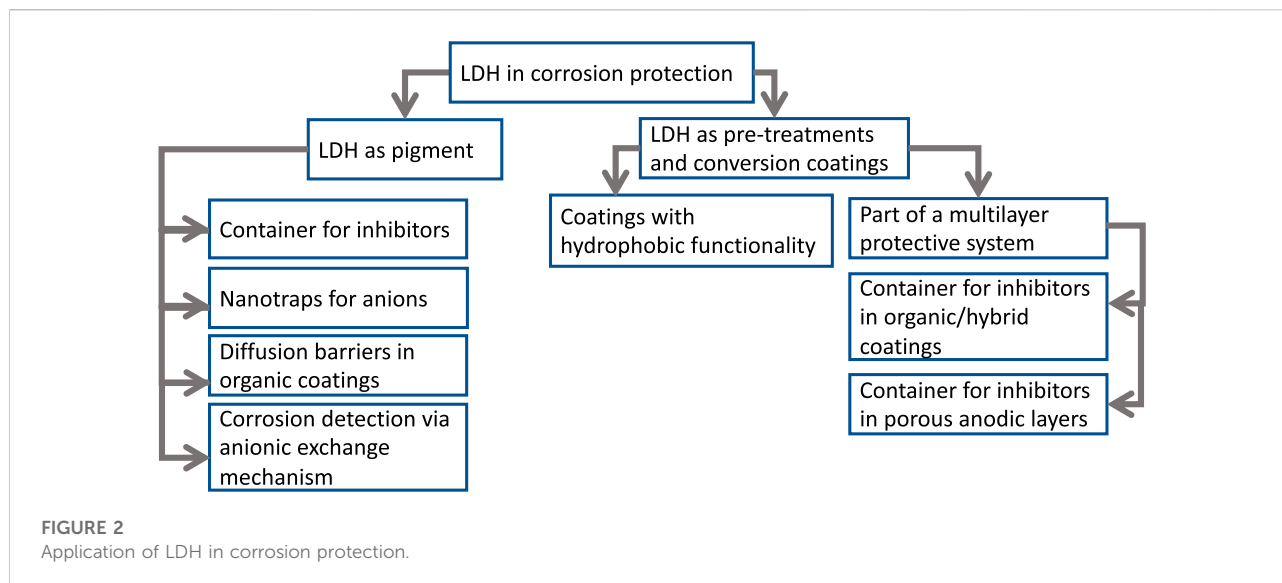 LDH in corrosion protection
LDH as pigment
Container for inhibitors
Nanotraps for anions
Diffusion barriers in
organic coatings
Corrosion detection via
anionic exchange
mechanism
LDH as pre-treatments
and conversion coatings
Coatings with
hydrophobic functionality
Part of a multilayer
protective system
Container for inhibitors
in organic/hybrid
coatings
Container for inhibitors
in porous anodic layers
FIGURE 2
Application of LDH in corrosion protection.